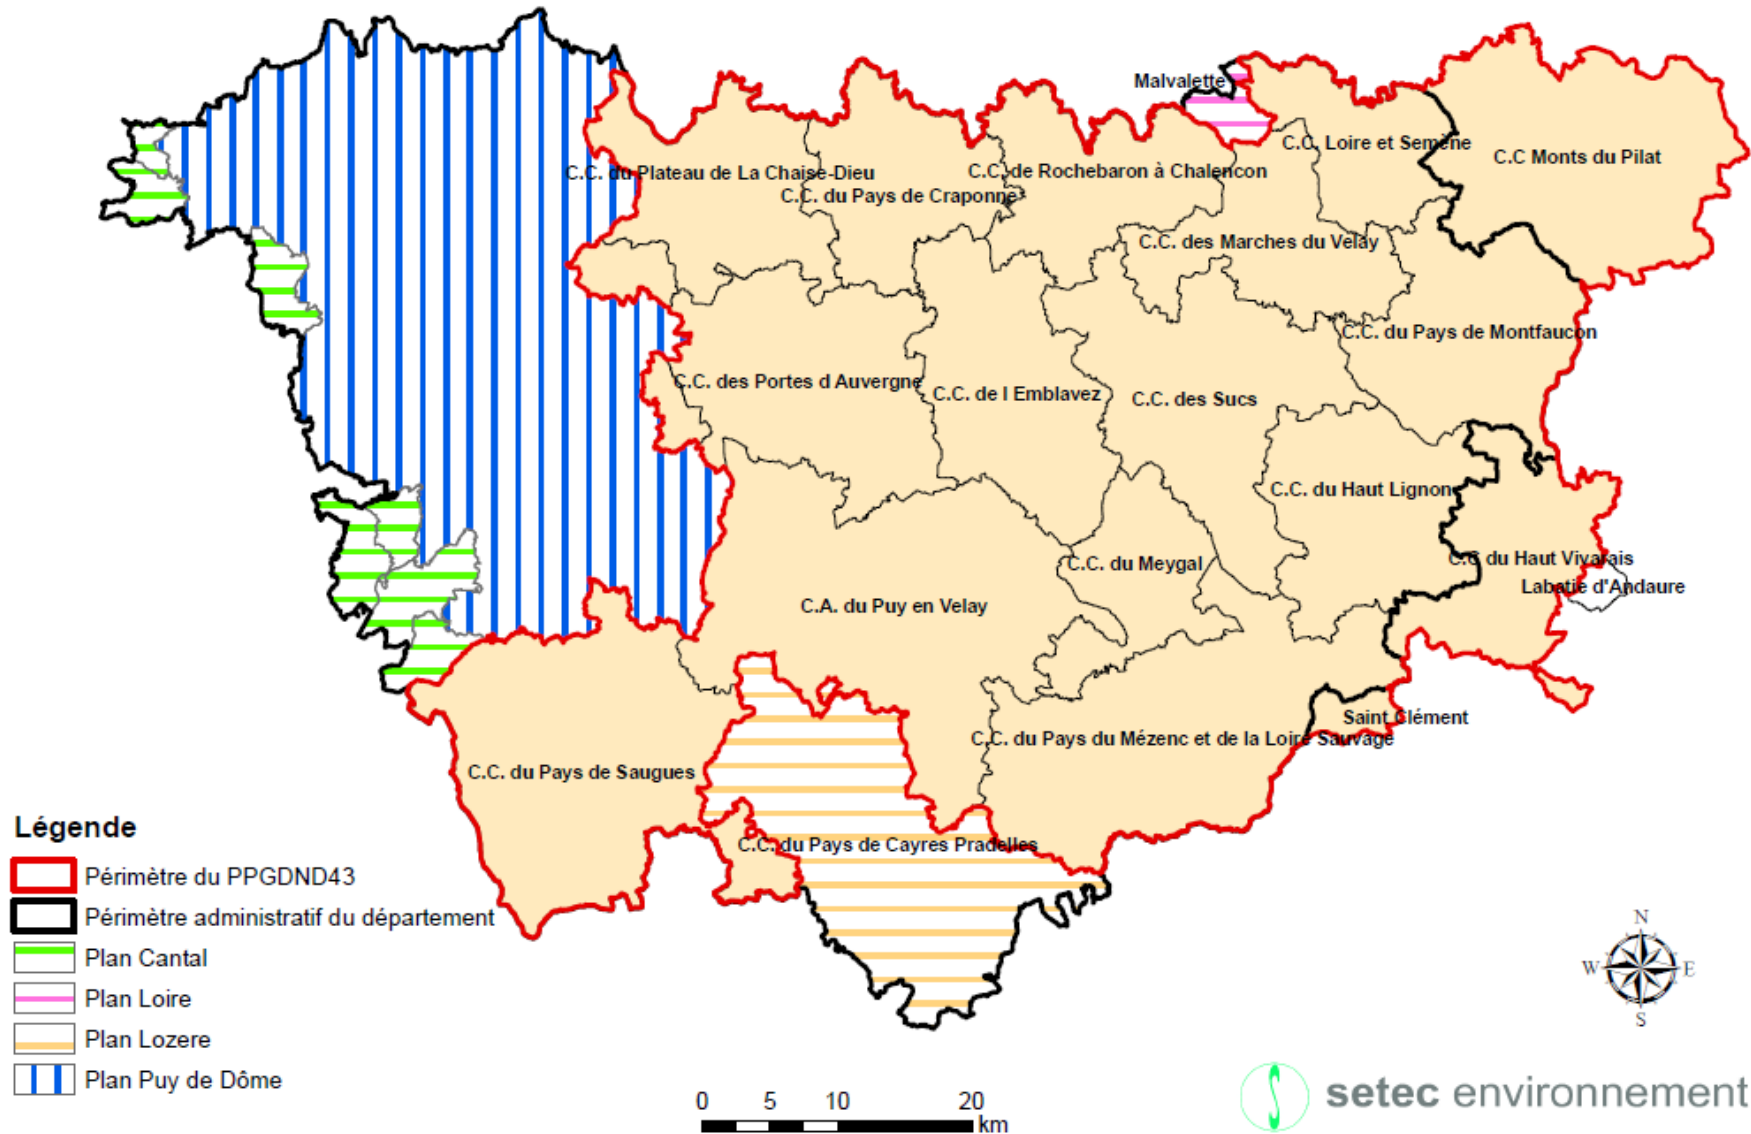 Malvalette
C.C. Loire et Semène
C.C Monts du Pilat
C.C. du Plateau de La Chaise-Dieu
C.C. de Rochebaron à Chalencon
C.C. du Pays de Craponne
C.C. des Marches du Velay
C.C. du Pays de Montfaucon
C.C. des Portes d Auvergne
C.C. de l Emblavez
C.C. des Sucs
C.C. du Haut Lignon
C.C du Haut Vivarais
C.C. du Meygal
Labatie d'Andaure
C.A. du Puy en Velay
Saint Clément
C.C. du Pays du Mézenc et de la Loire Sauvage
C.C. du Pays de Saugues
C.C. du Pays de Cayres Pradelles
Légende
Périmètre du PPGDND43
Périmètre administratif du département
Plan Cantal
Plan Loire
Plan Lozere
Plan Puy de Dôme
N
W E
S
0 5 10 20
km
setec environnement